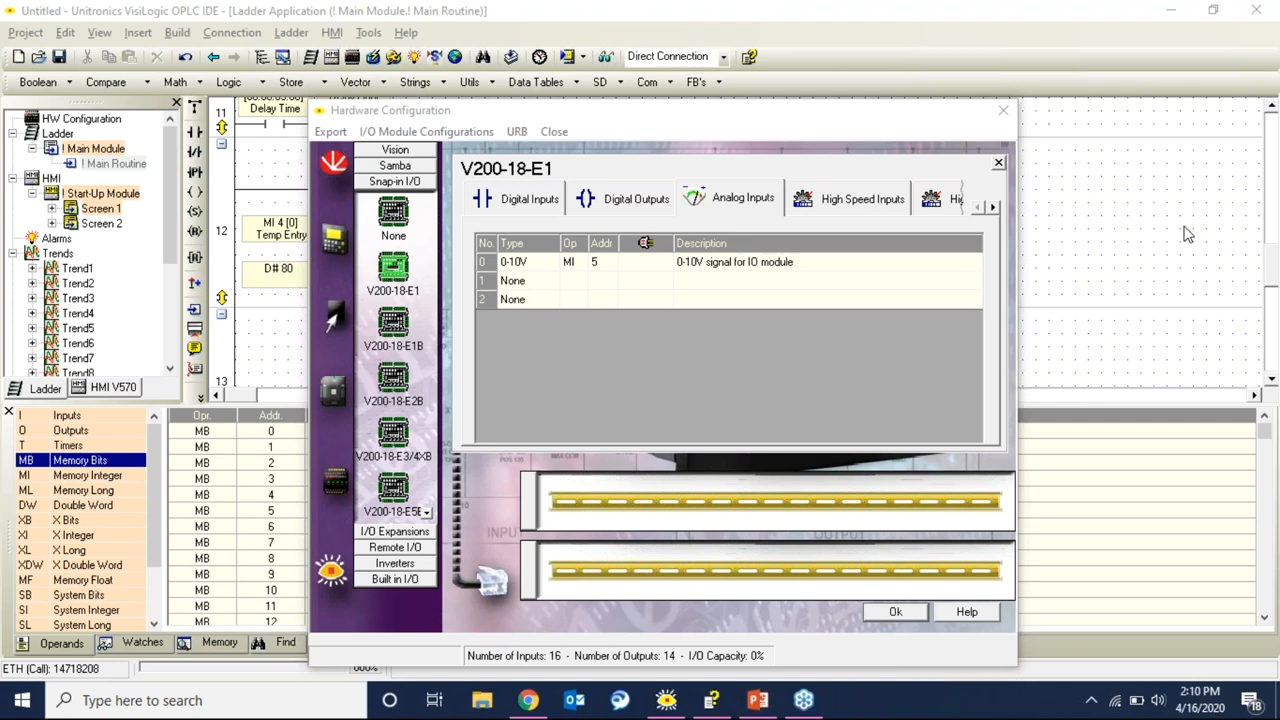 Untitled - Unitronics VisiLogic OPLC IDE - [Ladder Application (! Main Module.! Main Routine)]
Project Edit View Insert Build Connection Ladder HMI Tools Help
Direct Connection
Boolean Compare Math Logic Store Vector Strings Utils Data Tables SD Com FB's
HW Configuration
Ladder
! Main Module
! Main Routine
HMI
! Start-Up Module
Screen 1
Screen 2
Alarms
Trends
Trend1
Trend2
Trend3
Trend4
Trend5
Trend6
Trend7
Trend8
Ladder HMI V570
11
Delay Time
12
MI 4 [0]
Temp Entry
D# 80
13
Hardware Configuration
Export I/O Module Configurations URB Close
Vision
Samba
Snap-in I/O
None
V200-18-E1
V200-18-E1B
V200-18-E2B
V200-18-E3/4XB
V200-18-E5B
I/O Expansions
Remote I/O
Inverters
Built in I/O
V200-18-E1
Digital Inputs Digital Outputs Analog Inputs High Speed Inputs
No. Type Op Addr Description
0 0-10V MI 5 0-10V signal for IO module
1 None
2 None
Ok Help
Number of Inputs: 16 - Number of Outputs: 14 - I/O Capacity: 0%
I Inputs
O Outputs
T Timers
MB Memory Bits
MI Memory Integer
ML Memory Long
DW Double Word
XB X Bits
XI X Integer
XL X Long
XDW X Double Word
MF Memory Float
SB System Bits
SI System Integer
SL System Long
Opr. Addr.
MB 0
MB 1
MB 2
MB 3
MB 4
MB 5
MB 6
MB 7
MB 8
MB 9
MB 10
MB 11
MB 12
Operands Watches Memory Find
ETH (Call): 14718208
Type here to search
2:10 PM
4/16/2020
18